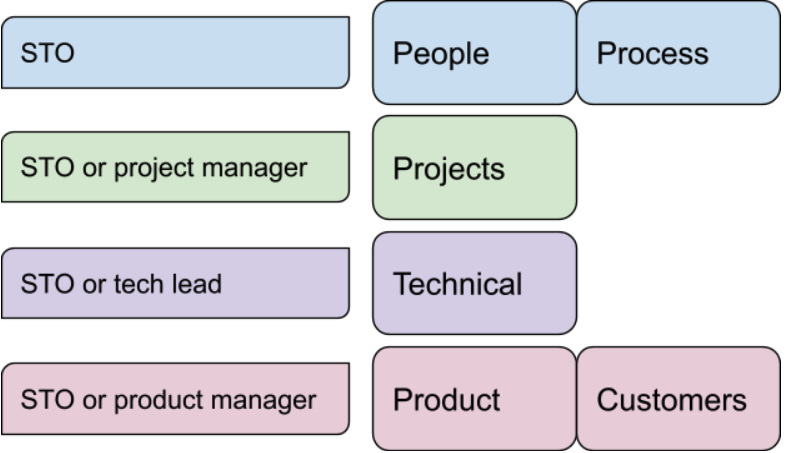 STO
People
Process
STO or project manager
Projects
STO or tech lead
Technical
STO or product manager
Product
Customers